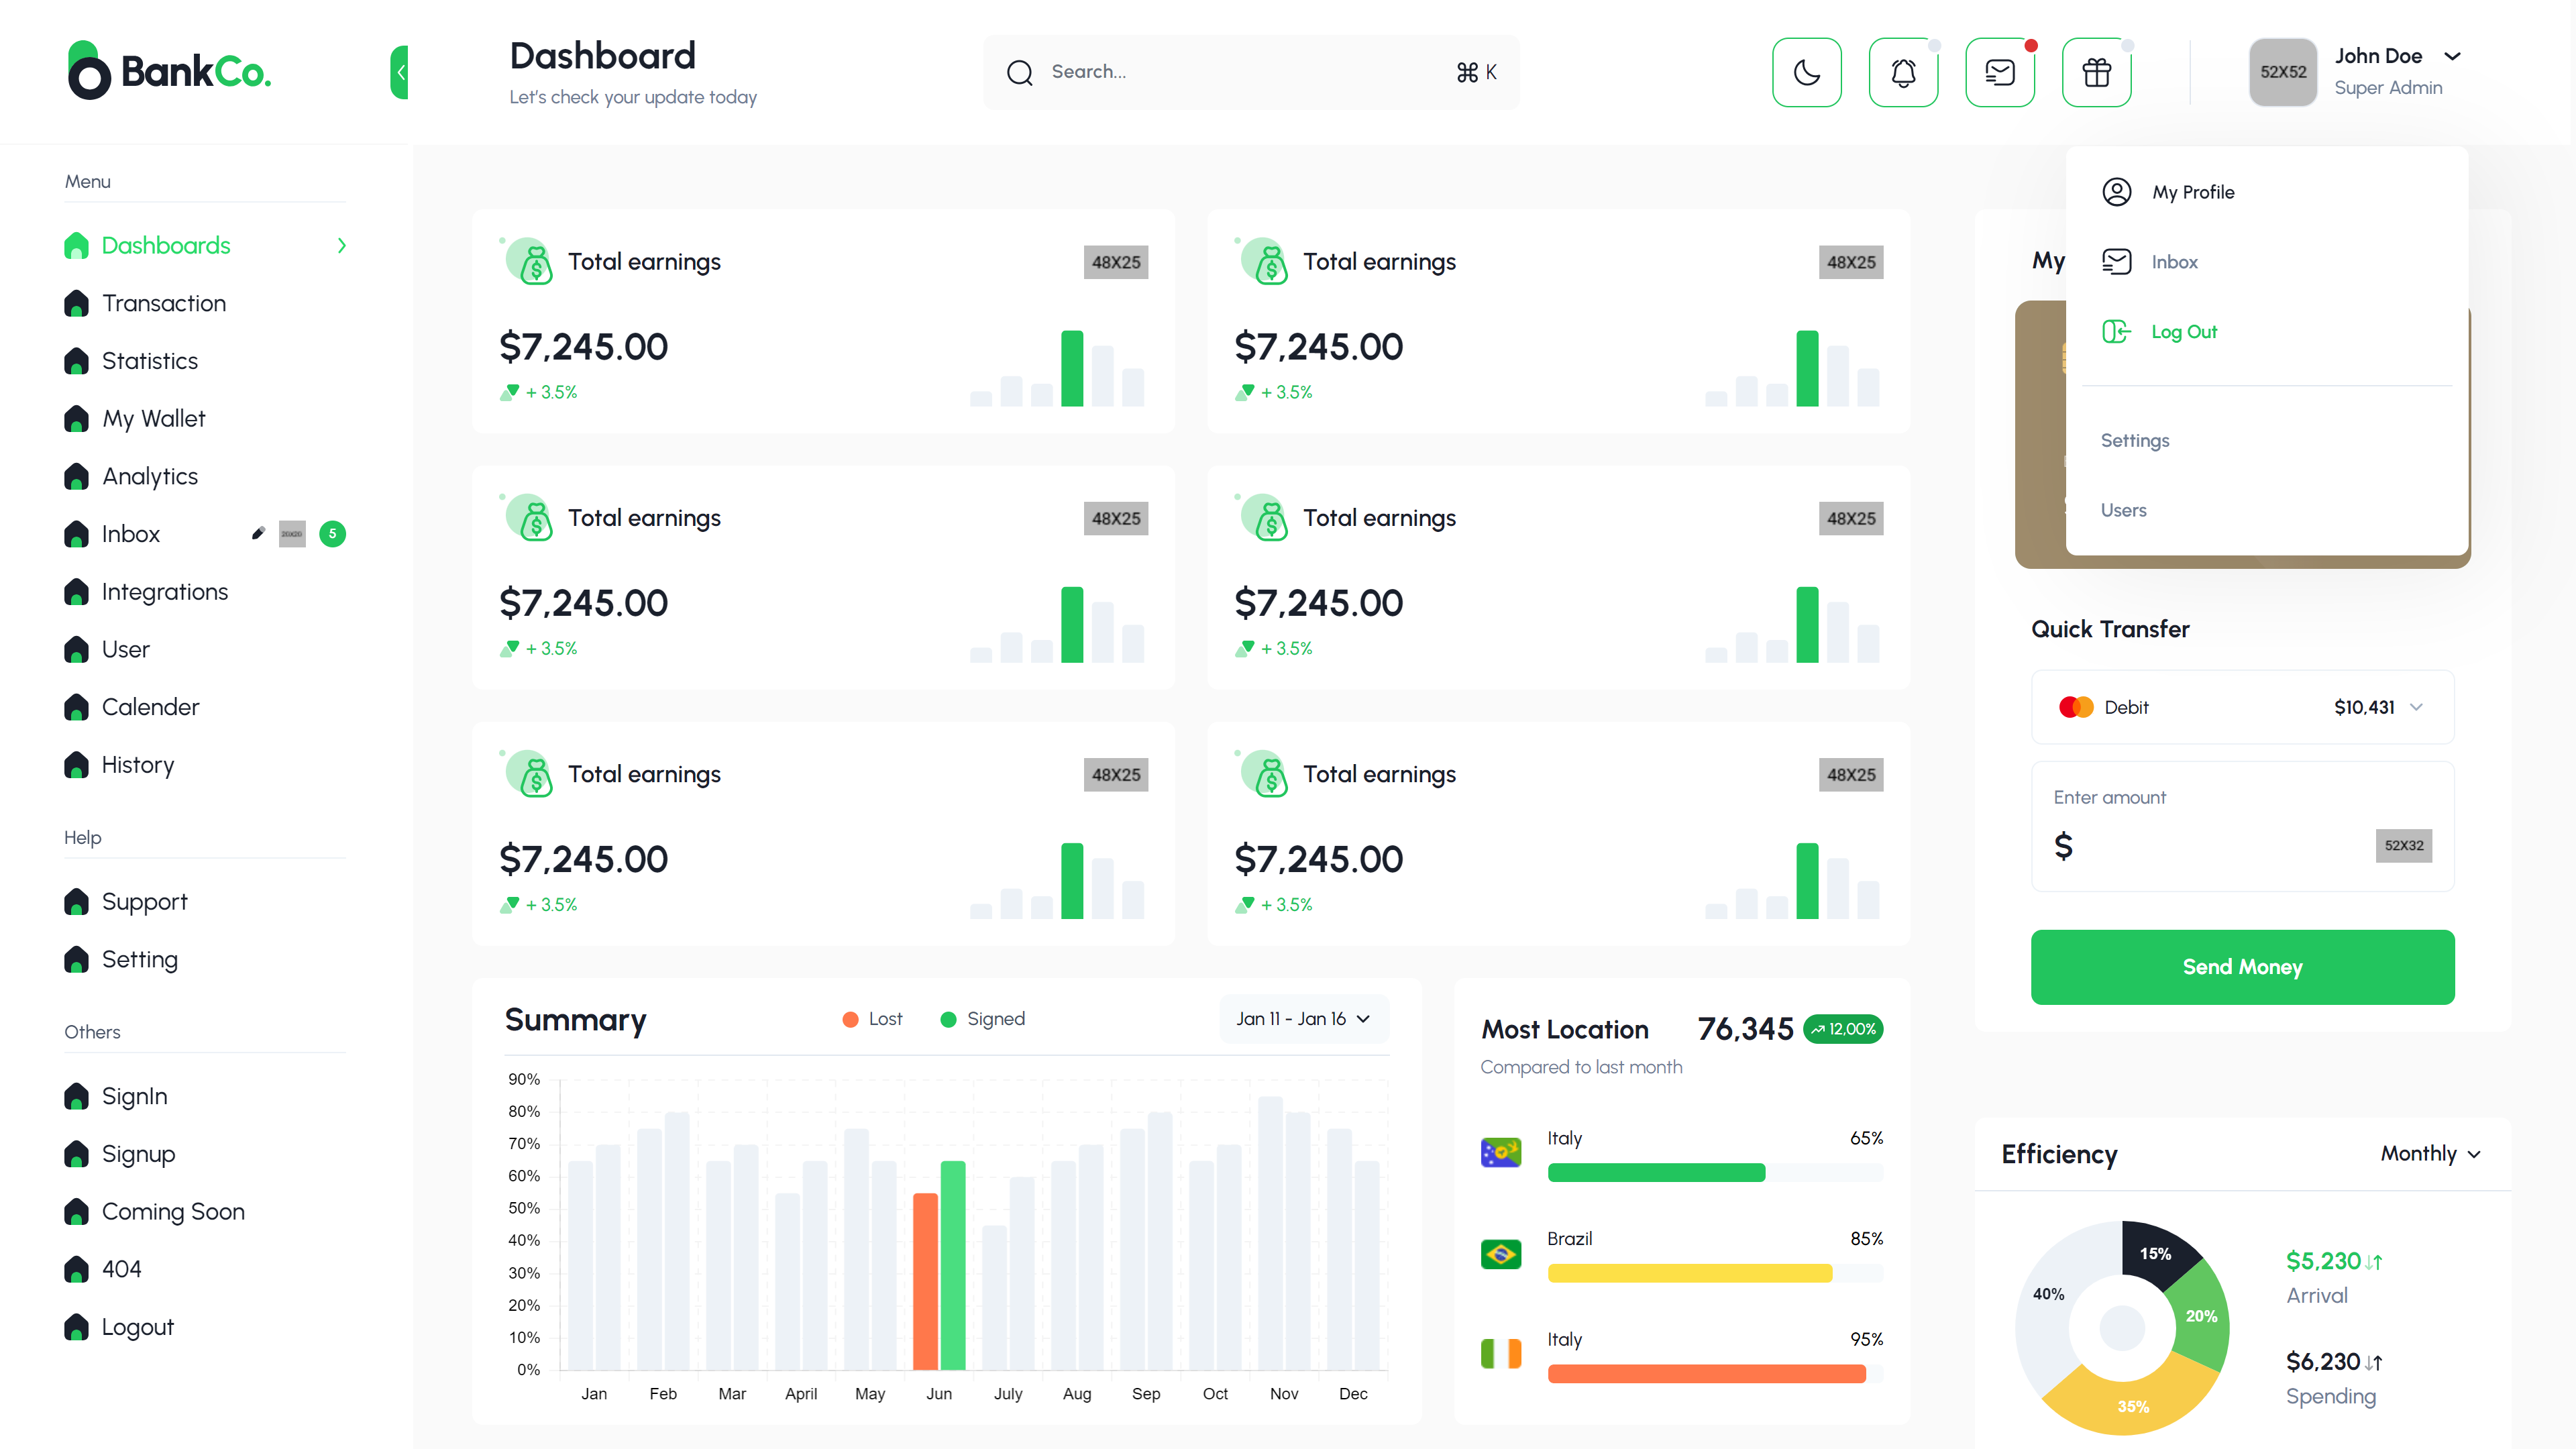 BankCo.
Dashboard
Let's check your update today
Search...
⌘ K
52X52
John Doe
Super Admin
Menu
Dashboards
Transaction
Statistics
My Wallet
Analytics
Inbox
20X20
5
Integrations
User
Calender
History
Help
Support
Setting
Others
SignIn
Signup
Coming Soon
404
Logout
Total earnings
48X25
$7,245.00
+ 3.5%
Total earnings
48X25
$7,245.00
+ 3.5%
Total earnings
48X25
$7,245.00
+ 3.5%
Total earnings
48X25
$7,245.00
+ 3.5%
Total earnings
48X25
$7,245.00
+ 3.5%
Total earnings
48X25
$7,245.00
+ 3.5%
Summary
Lost
Signed
Jan 11 - Jan 16
90%
80%
70%
60%
50%
40%
30%
20%
10%
0%
Jan
Feb
Mar
April
May
Jun
July
Aug
Sep
Oct
Nov
Dec
Most Location
76,345
12,00%
Compared to last month
Italy
65%
Brazil
85%
Italy
95%
My
My Profile
Inbox
Log Out
Settings
Users
Quick Transfer
Debit
$10,431
Enter amount
$
52X32
Send Money
Efficiency
Monthly
15%
20%
35%
40%
$5,230
Arrival
$6,230
Spending